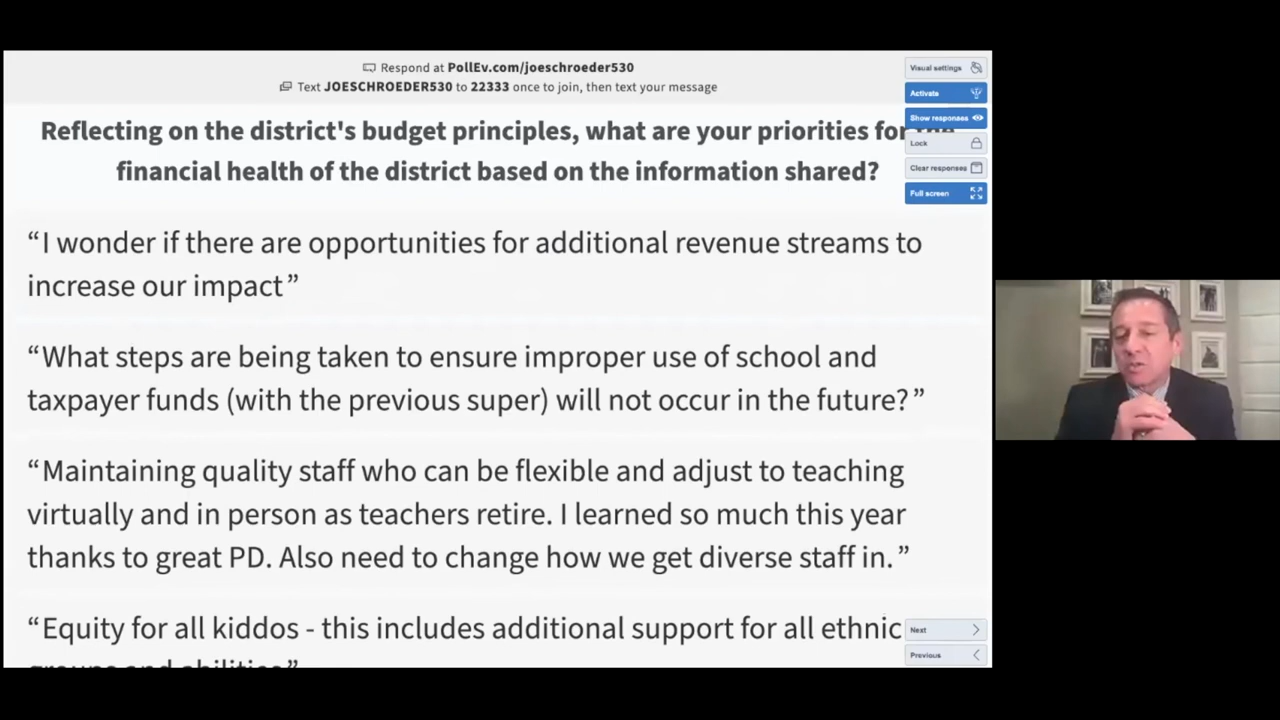 Respond at PollEv.com/joeschroeder530
Text JOESCHROEDER530 to 22333 once to join, then text your message
Visual settings
Activate
Show responses
Lock
Clear responses
Full screen
Reflecting on the district's budget principles, what are your priorities for the
financial health of the district based on the information shared?
“I wonder if there are opportunities for additional revenue streams to
increase our impact”
“What steps are being taken to ensure improper use of school and
taxpayer funds (with the previous super) will not occur in the future?”
“Maintaining quality staff who can be flexible and adjust to teaching
virtually and in person as teachers retire. I learned so much this year
thanks to great PD. Also need to change how we get diverse staff in.”
“Equity for all kiddos - this includes additional support for all ethnic
groups and abilities”
Next
Previous